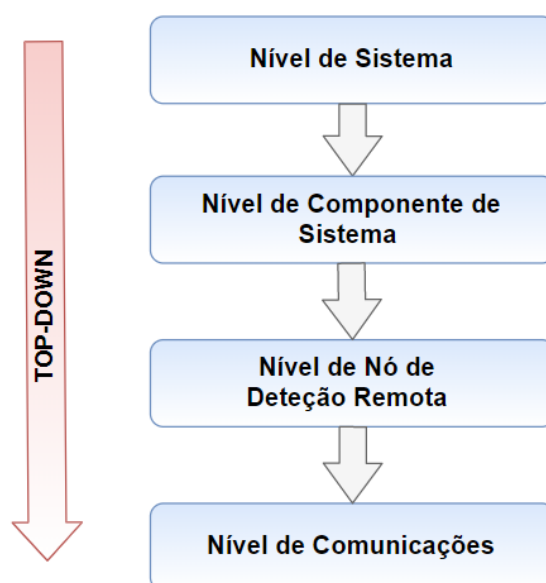 Nível de Sistema
Nível de Componente de
Sistema
TOP-DOWN
Nível de Nó de
Deteção Remota
Nível de Comunicações